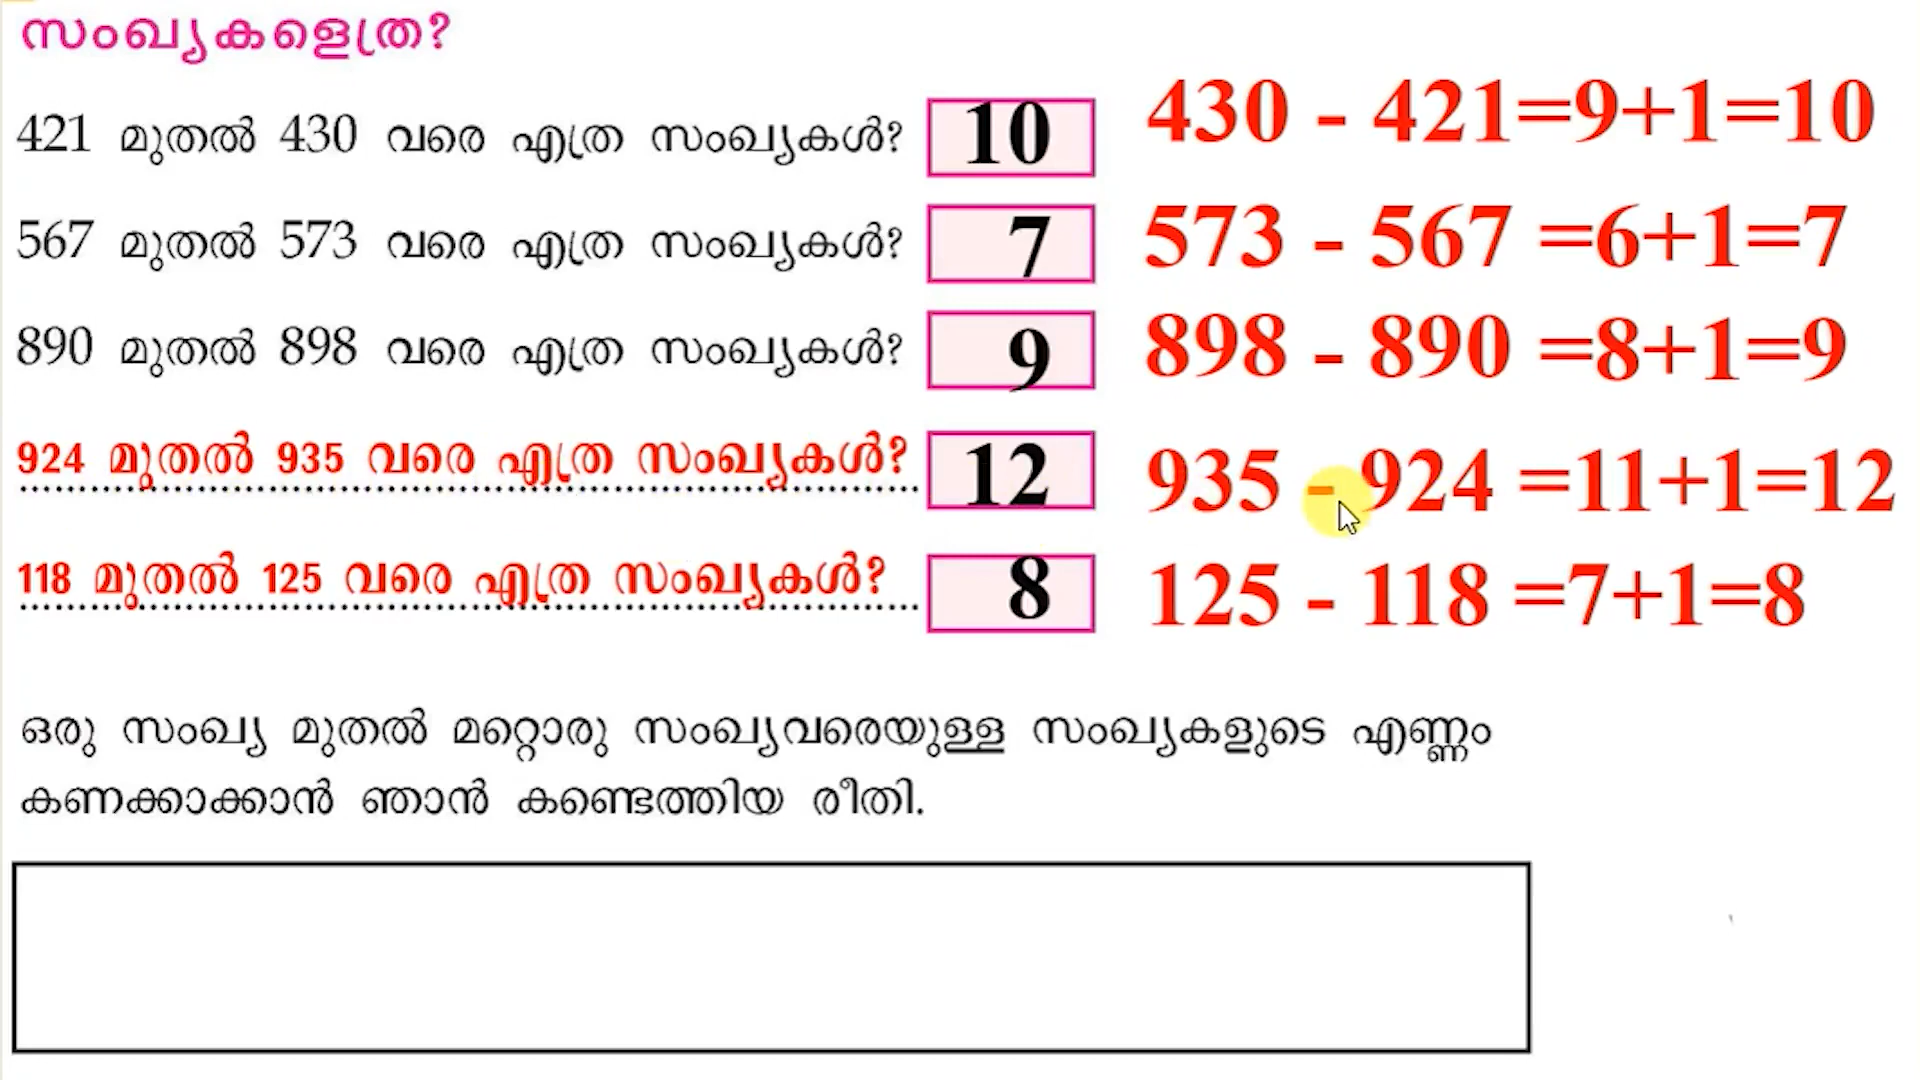 സംഖ്യകളെത്ര?
421 മുതൽ 430 വരെ എത്ര സംഖ്യകൾ? 10 430 - 421=9+1=10
567 മുതൽ 573 വരെ എത്ര സംഖ്യകൾ? 7 573 - 567 =6+1=7
890 മുതൽ 898 വരെ എത്ര സംഖ്യകൾ? 9 898 - 890 =8+1=9
924 മുതൽ 935 വരെ എത്ര സംഖ്യകൾ? 12 935 - 924 =11+1=12
118 മുതൽ 125 വരെ എത്ര സംഖ്യകൾ? 8 125 - 118 =7+1=8
ഒരു സംഖ്യ മുതൽ മറ്റൊരു സംഖ്യവരെയുള്ള സംഖ്യകളുടെ എണ്ണം
കണക്കാക്കാൻ ഞാൻ കണ്ടെത്തിയ രീതി.